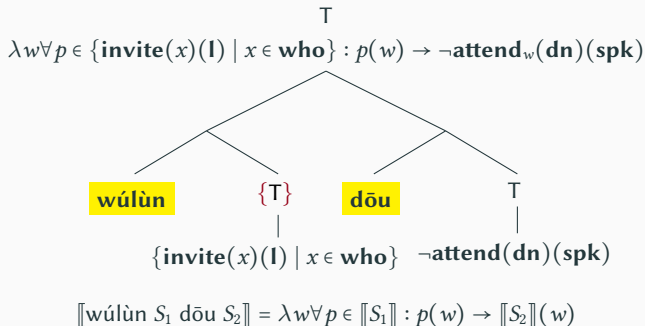 T
λw∀p ∈ {invite(x)(l) | x ∈ who} : p(w) → ¬attend_w(dn)(spk)
wúlùn {T} dōu T
{invite(x)(l) | x ∈ who} ¬attend(dn)(spk)
⟦wúlùn S₁ dōu S₂⟧ = λw∀p ∈ ⟦S₁⟧ : p(w) → ⟦S₂⟧(w)